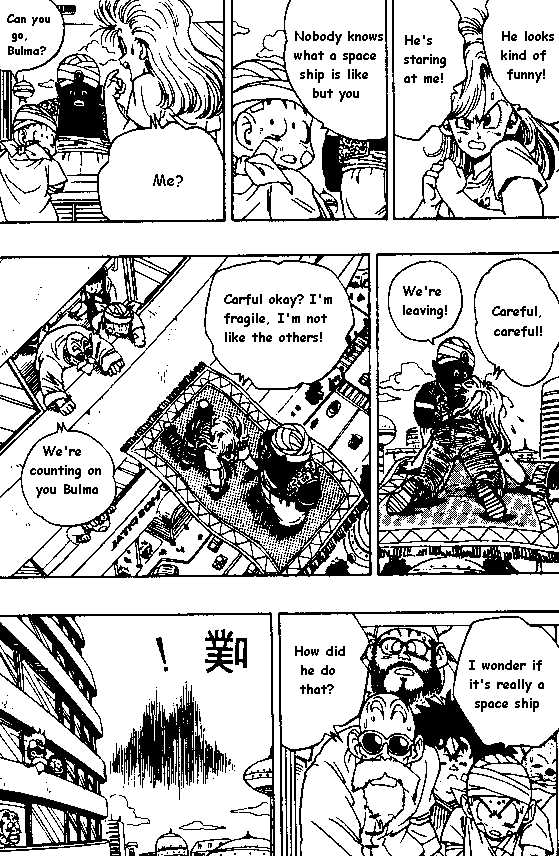 Can you
go,
Bulma?
Me?
Nobody knows
what a space
ship is like
but you
He's
staring
at me!
He looks
kind of
funny!
Carful okay? I'm
fragile, I'm not
like the others!
We're
counting on
you Bulma
We're
leaving!
Careful,
careful!
!
How did
he do
that?
I wonder if
it's really a
space ship